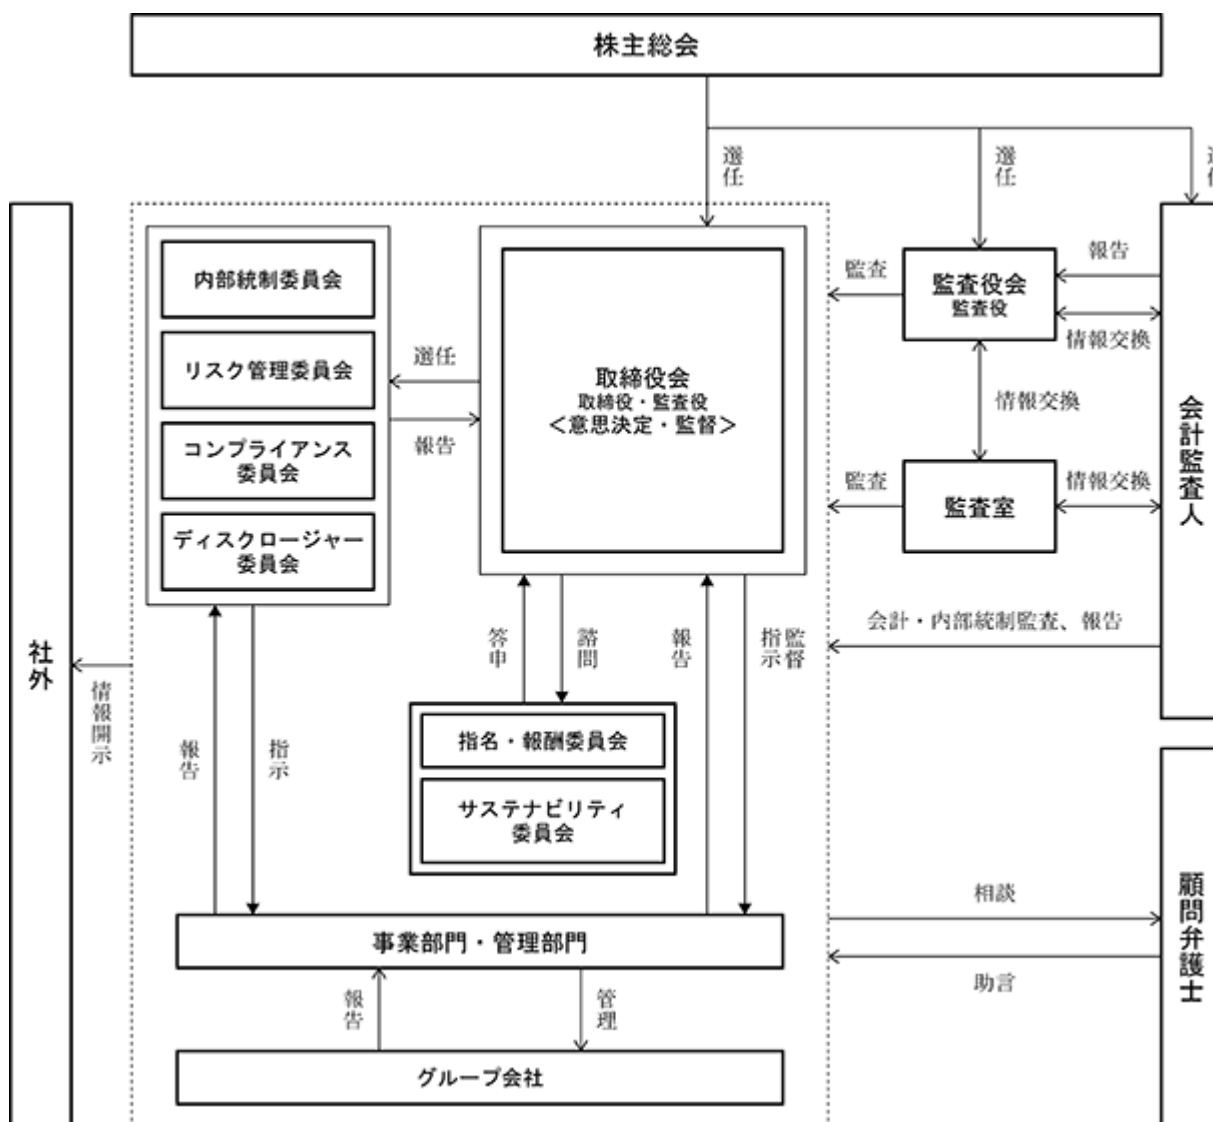 株主総会
選任
選任
選任
内部統制委員会
リスク管理委員会
コンプライアンス
委員会
ディスクロージャー
委員会
選任
報告
取締役会
取締役・監査役
＜意思決定・監督＞
監査
監査役会
監査役
報告
情報交換
情報交換
監査
監査室
情報交換
会計監査人
会計・内部統制監査、報告
社外
情報開示
報告
指示
答申
諮問
報告
指示
監督
指名・報酬委員会
サステナビリティ
委員会
相談
助言
顧問弁護士
事業部門・管理部門
報告
管理
グループ会社